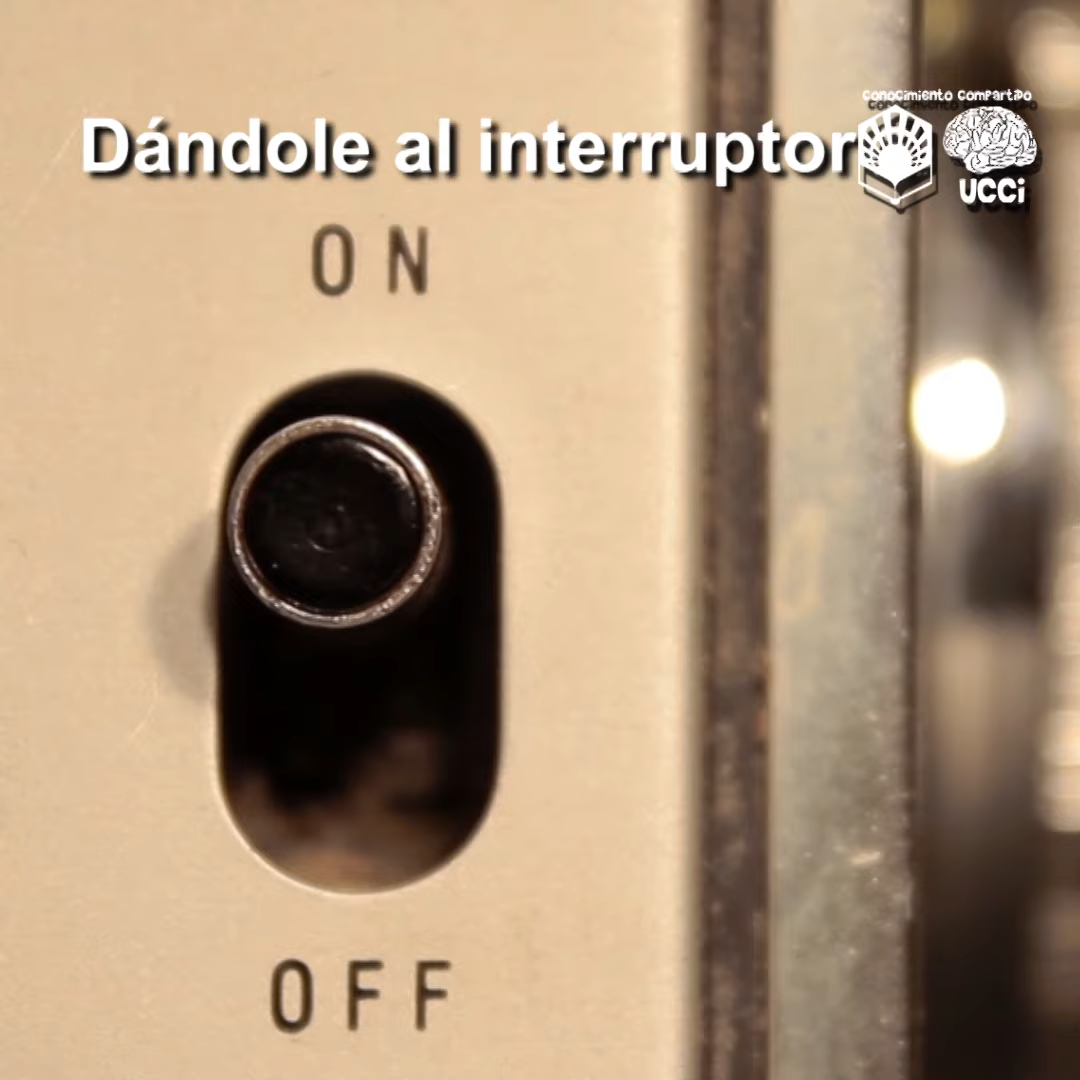 conocimiento compartido
Dándole al interruptor
UCCi
ON
OFF